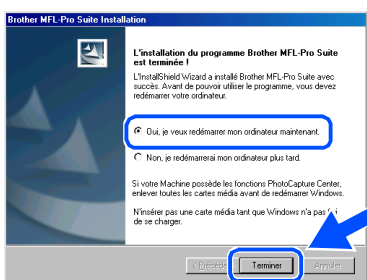 Brother MFL-Pro Suite Installation
L'installation du programme Brother MFL-Pro Suite
est terminée !
L'InstallShield Wizard a installé Brother MFL-Pro Suite avec
succès. Avant de pouvoir utiliser le programme, vous devez
redémarrer votre ordinateur.
Oui, je veux redémarrer mon ordinateur maintenant.
Non, je redémarrerai mon ordinateur plus tard.
Si votre Machine possède les fonctions PhotoCapture Center,
enlever toutes les cartes média avant de redémarrer Windows.
N'insérer pas une carte média tant que Windows n'a pas
de se charger.
Terminer
Annuler